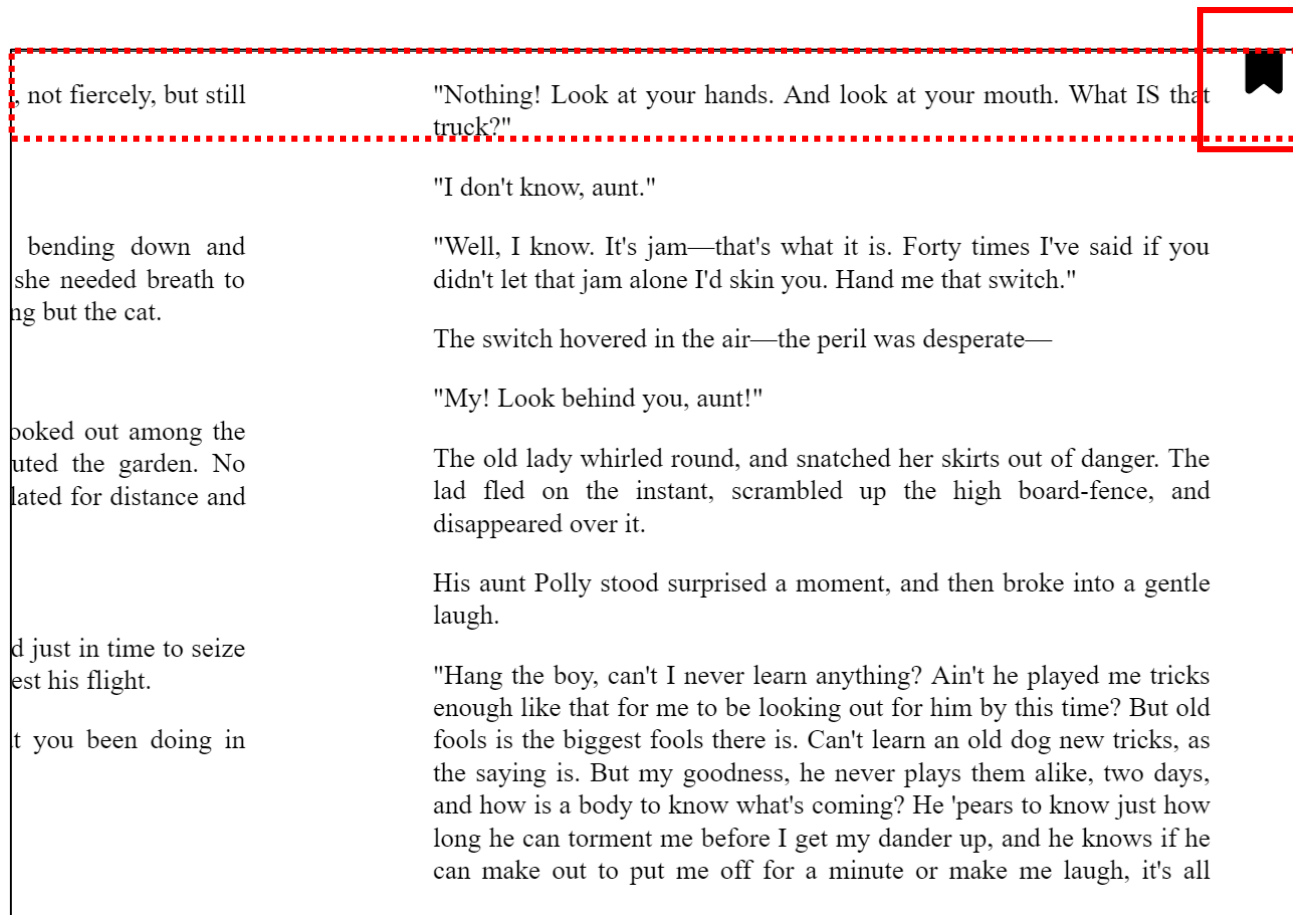 , not fiercely, but still
bending down and
she needed breath to
ng but the cat.
ooked out among the
uted the garden. No
lated for distance and
d just in time to seize
est his flight.
t you been doing in
"Nothing! Look at your hands. And look at your mouth. What IS that
truck?"
"I don't know, aunt."
"Well, I know. It's jam—that's what it is. Forty times I've said if you
didn't let that jam alone I'd skin you. Hand me that switch."
The switch hovered in the air—the peril was desperate—
"My! Look behind you, aunt!"
The old lady whirled round, and snatched her skirts out of danger. The
lad fled on the instant, scrambled up the high board-fence, and
disappeared over it.
His aunt Polly stood surprised a moment, and then broke into a gentle
laugh.
"Hang the boy, can't I never learn anything? Ain't he played me tricks
enough like that for me to be looking out for him by this time? But old
fools is the biggest fools there is. Can't learn an old dog new tricks, as
the saying is. But my goodness, he never plays them alike, two days,
and how is a body to know what's coming? He 'pears to know just how
long he can torment me before I get my dander up, and he knows if he
can make out to put me off for a minute or make me laugh, it's all